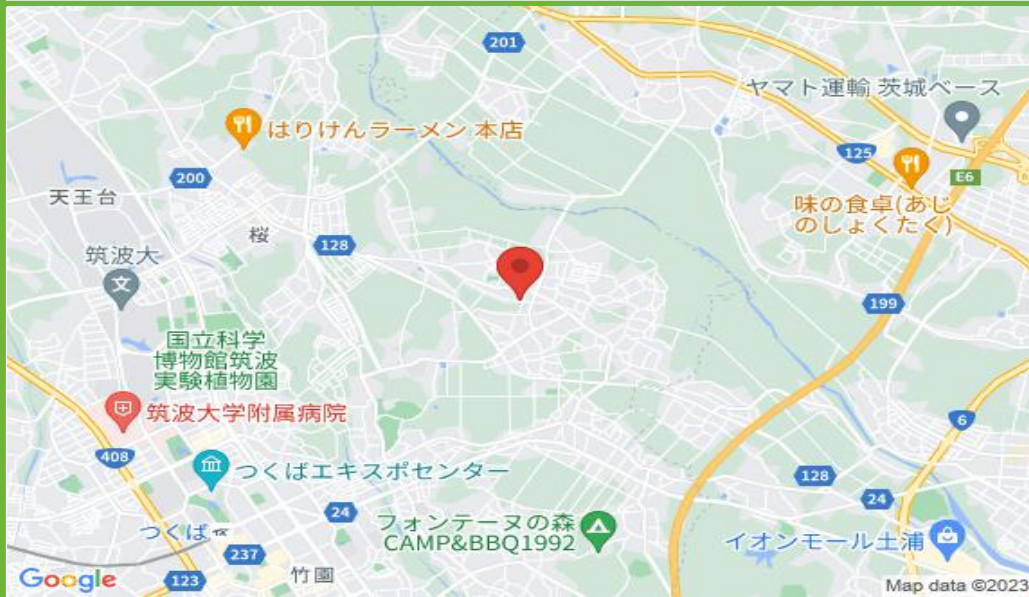 201
ヤマト運輸 茨城ベース
はりけんラーメン 本店
125
E6
200
味の食卓(あじ
のしょくたく)
天王台
桜
128
筑波大
文
199
国立科学
博物館筑波
実験植物園
筑波大学附属病院
6
408
つくばエキスポセンター
128
24
24
フォンテーヌの森
CAMP&BBQ1992
イオンモール土浦
つくば
237
竹園
123
Google
Map data ©2023